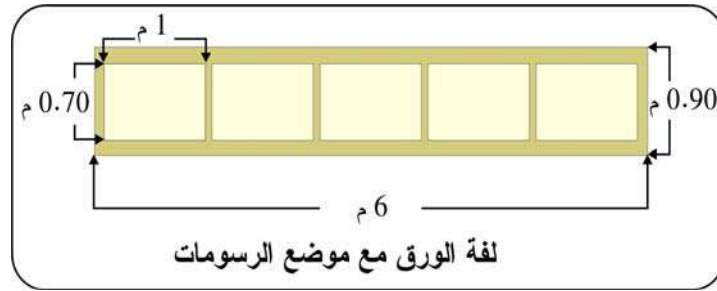 1 م
0.70 م
0.90 م
6 م
لفة الورق مع موضع الرسومات